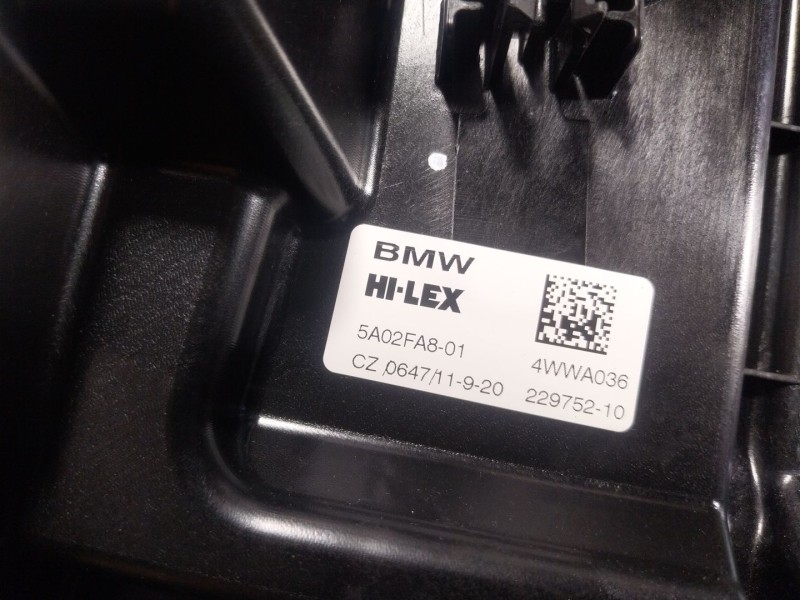 BMW
HI-LEX
5A02FA8-01
4WWA036
CZ /0647/11-9-20
229752-10